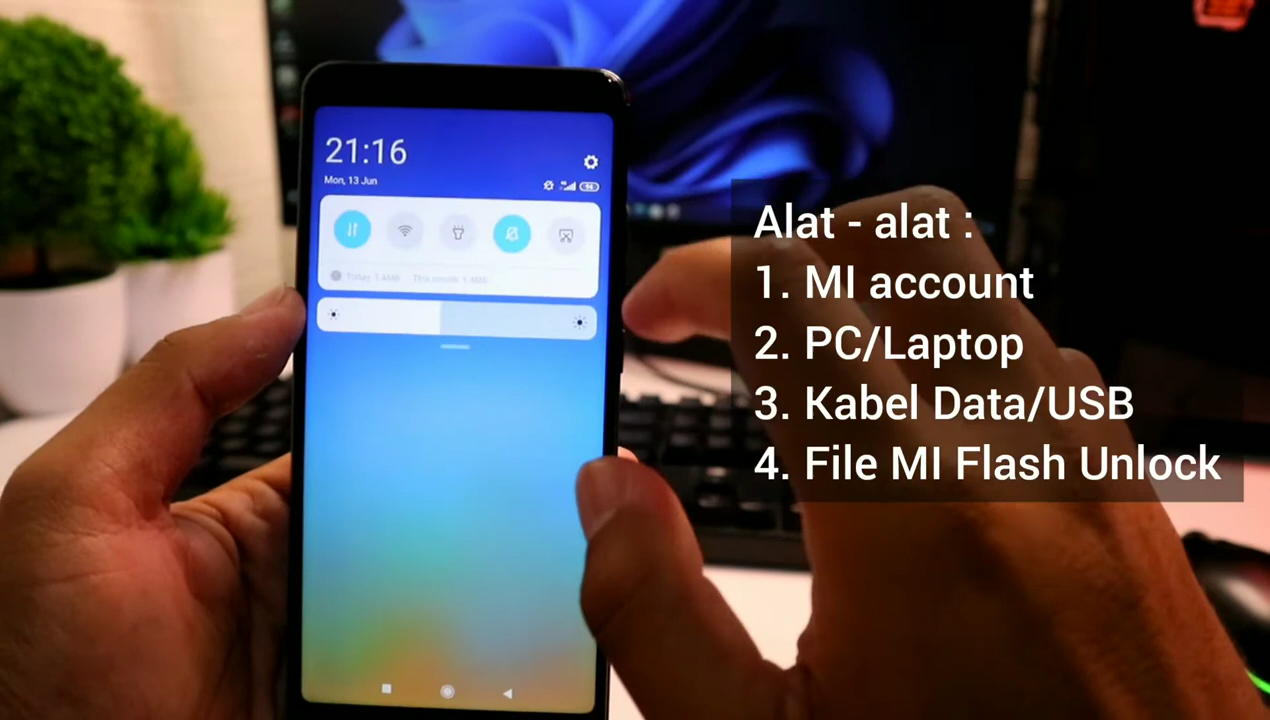 21:16
Mon, 13 Jun
Alat - alat :
1. MI account
2. PC/Laptop
3. Kabel Data/USB
4. File MI Flash Unlock